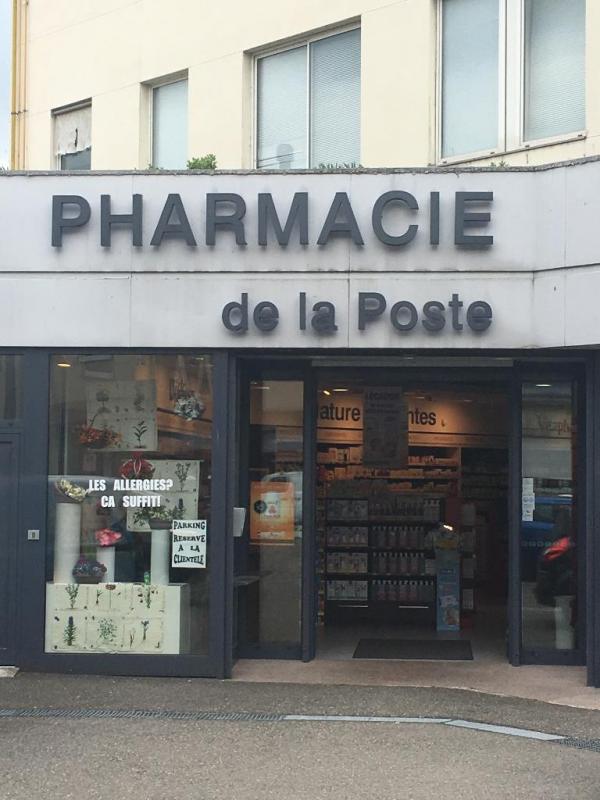 PHARMACIE
de la Poste
LES ALLERGIES?
CA SUFFIT!
PARKING
RESERVE
A LA
CLIENTELE